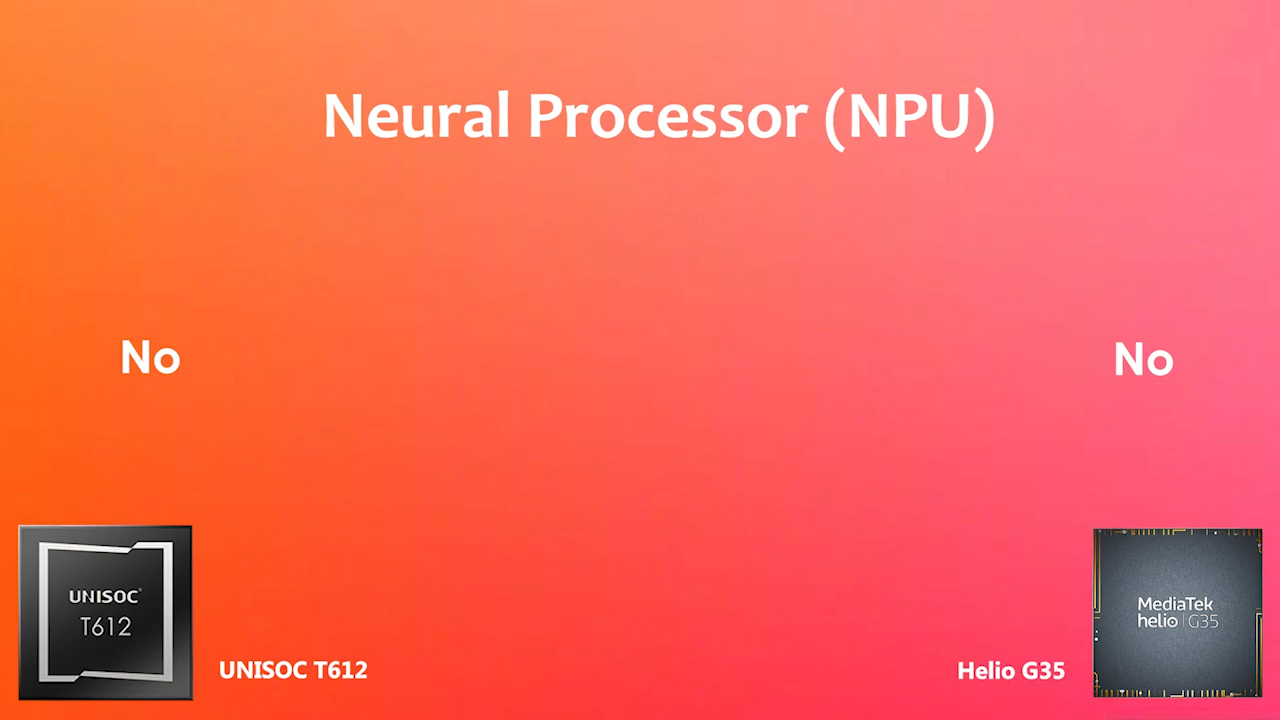 Neural Processor (NPU)
No
No
UNISOC
T612
UNISOC T612
MediaTek
helio G35
Helio G35